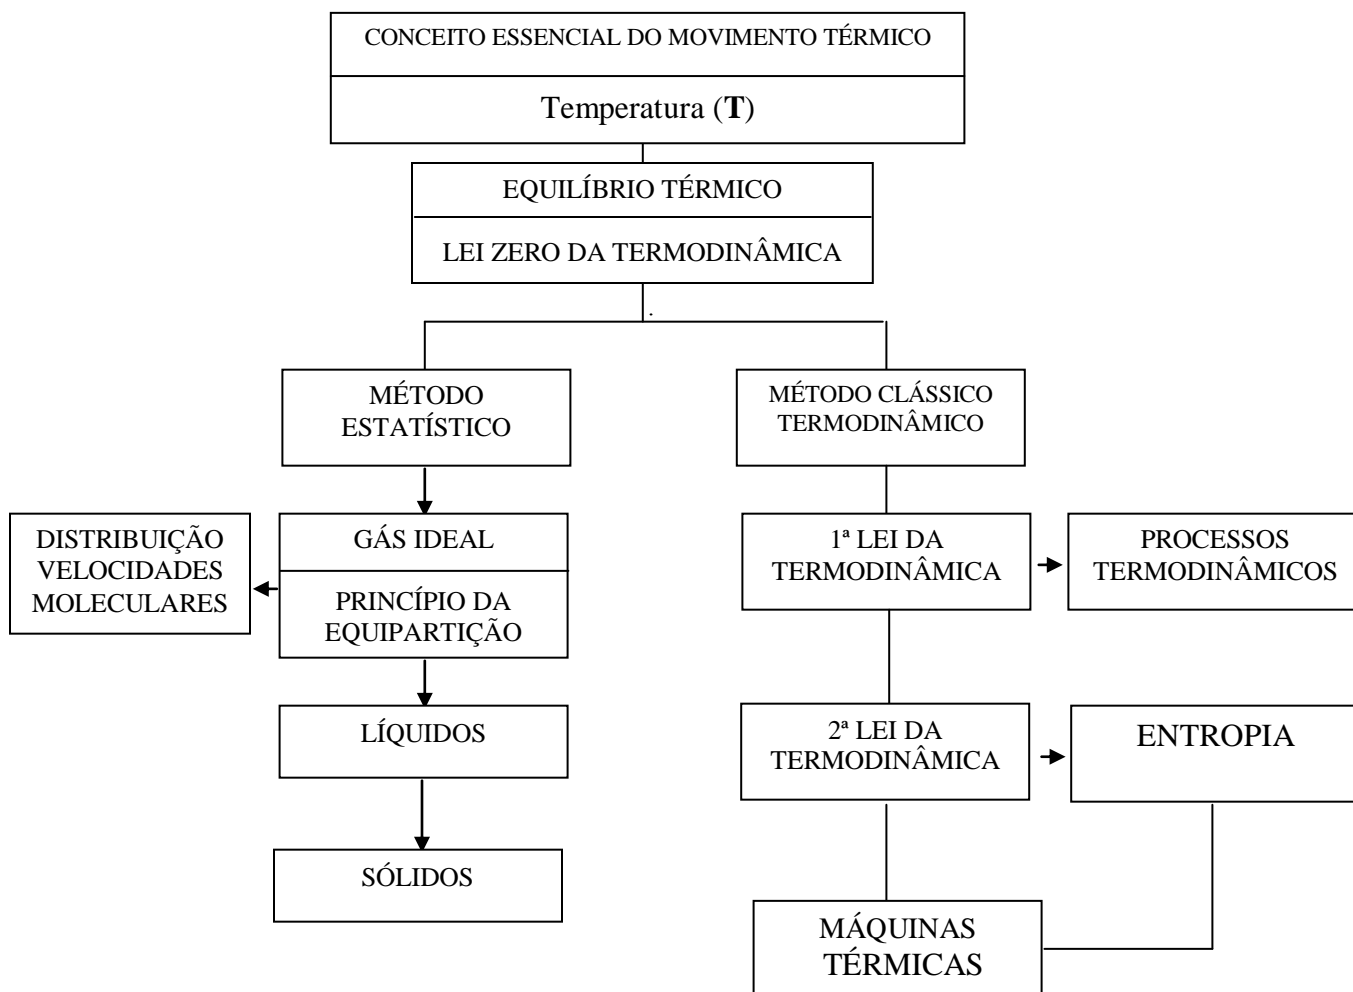 CONCEITO ESSENCIAL DO MOVIMENTO TÉRMICO
Temperatura (T)
EQUILÍBRIO TÉRMICO
LEI ZERO DA TERMODINÂMICA
.
MÉTODO
ESTATÍSTICO
MÉTODO CLÁSSICO
TERMODINÂMICO
DISTRIBUIÇÃO
VELOCIDADES
MOLECULARES
GÁS IDEAL
PRINCÍPIO DA
EQUIPARTIÇÃO
1ª LEI DA
TERMODINÂMICA
PROCESSOS
TERMODINÂMICOS
LÍQUIDOS
2ª LEI DA
TERMODINÂMICA
ENTROPIA
SÓLIDOS
MÁQUINAS
TÉRMICAS